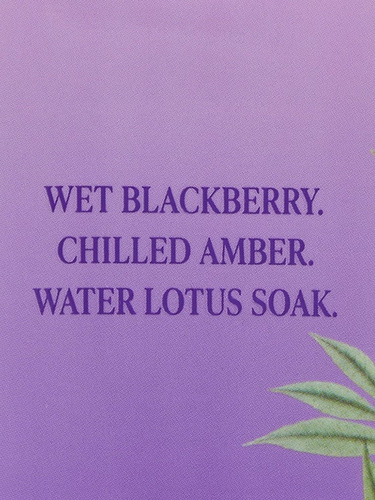 WET BLACKBERRY.
CHILLED AMBER.
WATER LOTUS SOAK.